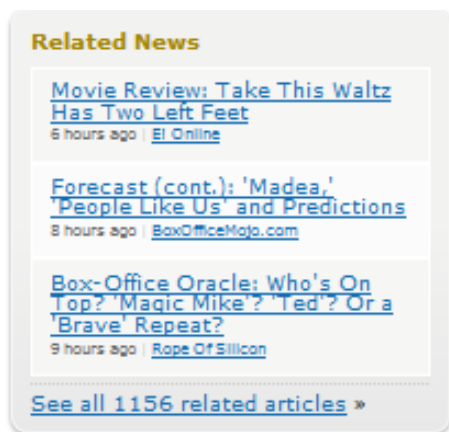 Related News
Movie Review: Take This Waltz
Has Two Left Feet
6 hours ago | E! Online
Forecast (cont.): 'Madea,'
'People Like Us' and Predictions
8 hours ago | BoxOfficeMojo.com
Box-Office Oracle: Who's On
Top? 'Magic Mike'? 'Ted'? Or a
'Brave' Repeat?
9 hours ago | Rope Of Silicon
See all 1156 related articles »